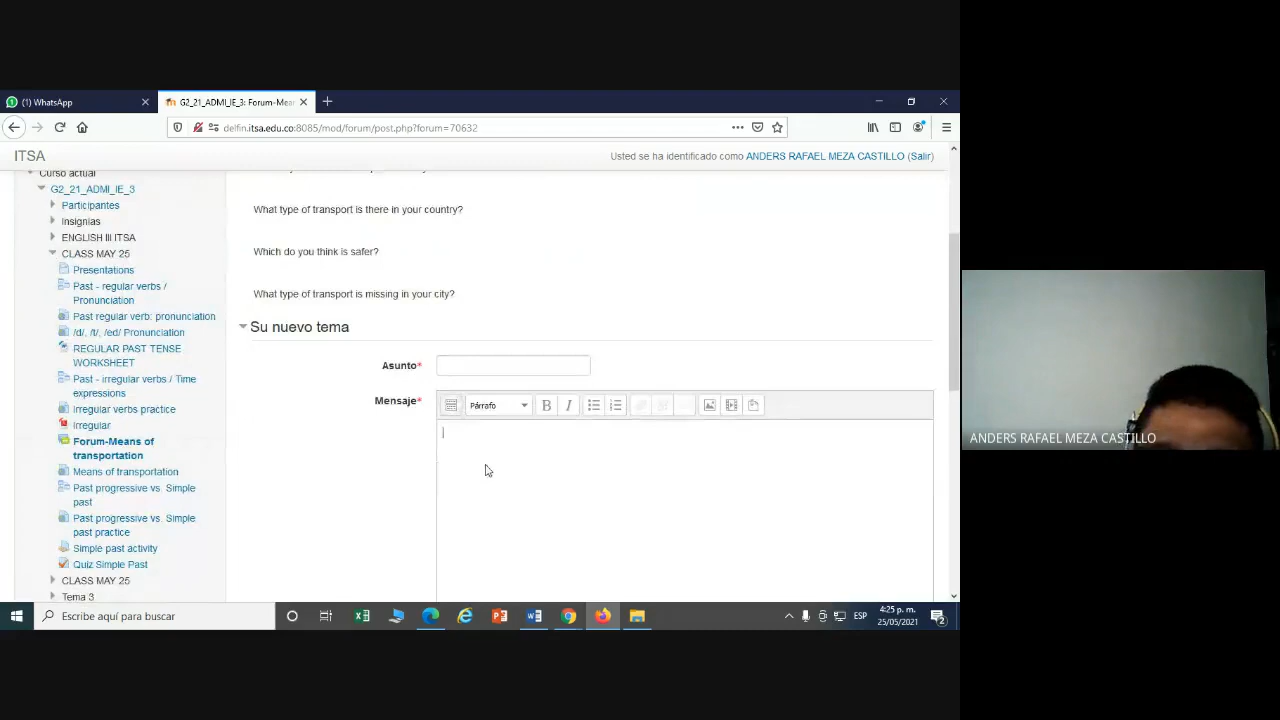 (1) WhatsApp
G2_21_ADMI_IE_3: Forum-Mea
delfin.itsa.edu.co:8085/mod/forum/post.php?forum=70632
ITSA
Usted se ha identificado como ANDERS RAFAEL MEZA CASTILLO (Salir)
Curso actual
G2_21_ADMI_IE_3
Participantes
Insignias
ENGLISH III ITSA
CLASS MAY 25
Presentations
Past - regular verbs /
Pronunciation
Past regular verb: pronunciation
/d/, /t/, /ed/ Pronunciation
REGULAR PAST TENSE
WORKSHEET
Past - irregular verbs / Time
expressions
Irregular verbs practice
Irregular
Forum-Means of
transportation
Means of transportation
Past progressive vs. Simple
past
Past progressive vs. Simple
past practice
Simple past activity
Quiz Simple Past
CLASS MAY 25
Tema 3
What type of transport is there in your country?
Which do you think is safer?
What type of transport is missing in your city?
Su nuevo tema
Asunto*
Mensaje*
Párrafo
B I
ANDERS RAFAEL MEZA CASTILLO
Escribe aquí para buscar
ESP
4:25 p. m.
25/05/2021
2